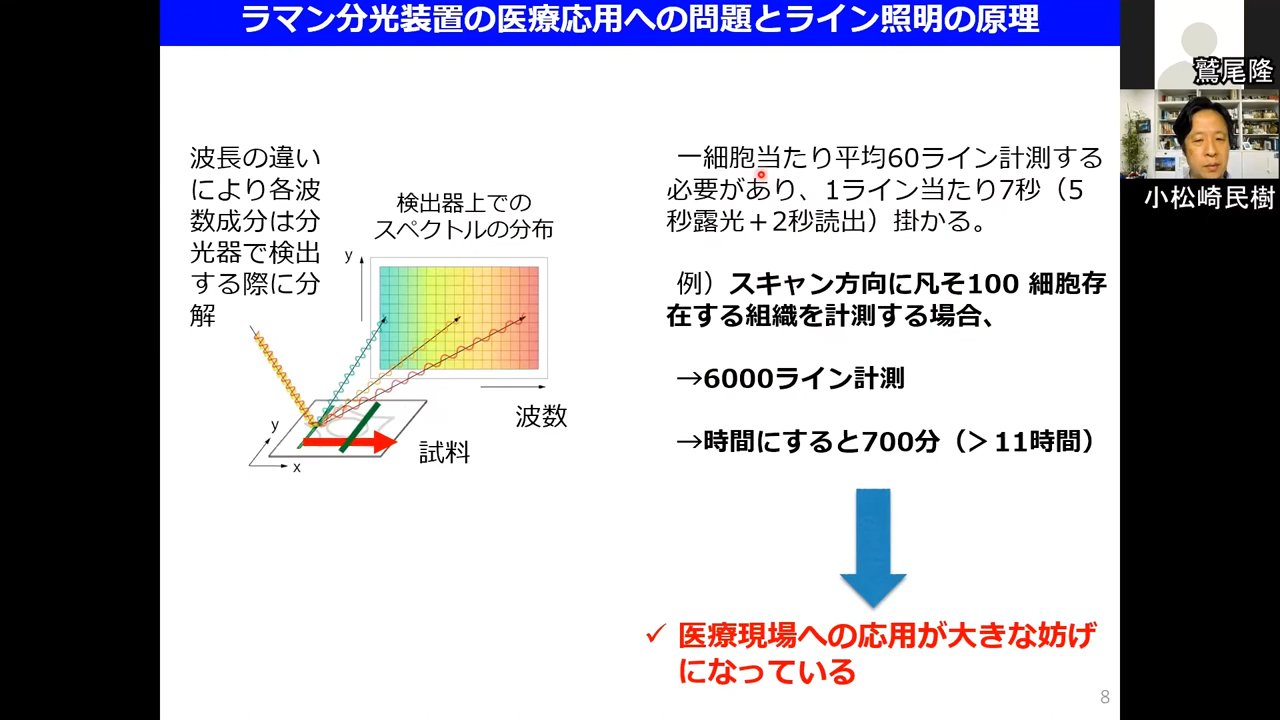 ラマン分光装置の医療応用への問題とライン照明の原理
波長の違い
により各波
数成分は分
光器で検出
する際に分
解
検出器上での
スペクトルの分布
y
波数
y
x
試料
一細胞当たり平均60ライン計測する
必要があり、1ライン当たり7秒（5
秒露光＋2秒読出）掛かる。
例）スキャン方向に凡そ100 細胞存
在する組織を計測する場合、
→6000ライン計測
→時間にすると700分（＞11時間）
✓ 医療現場への応用が大きな妨げ
になっている
8
鷲尾隆
小松崎民樹